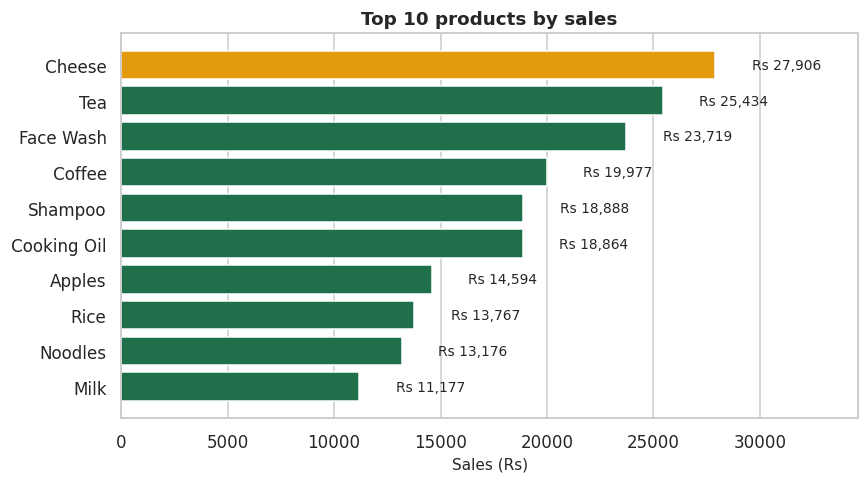 Top 10 products by sales
Cheese Rs 27,906
Tea Rs 25,434
Face Wash Rs 23,719
Coffee Rs 19,977
Shampoo Rs 18,888
Cooking Oil Rs 18,864
Apples Rs 14,594
Rice Rs 13,767
Noodles Rs 13,176
Milk Rs 11,177
0 5000 10000 15000 20000 25000 30000
Sales (Rs)